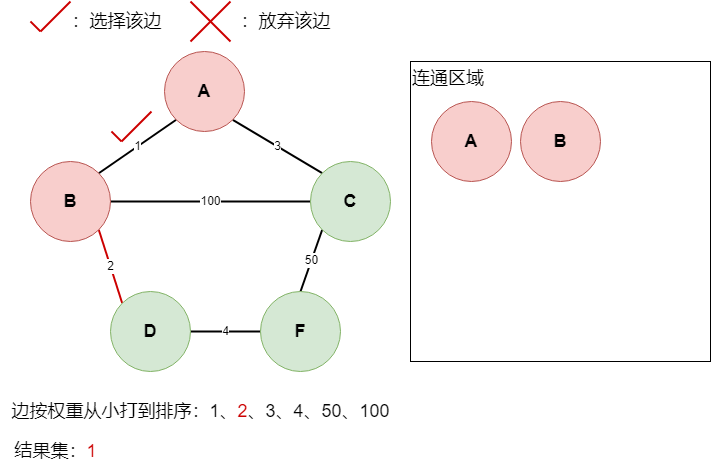 ：选择该边 ：放弃该边
连通区域
A
A B
1 3
B 100 C
2 50
D 4 F
边按权重从小打到排序：1、2、3、4、50、100
结果集：1